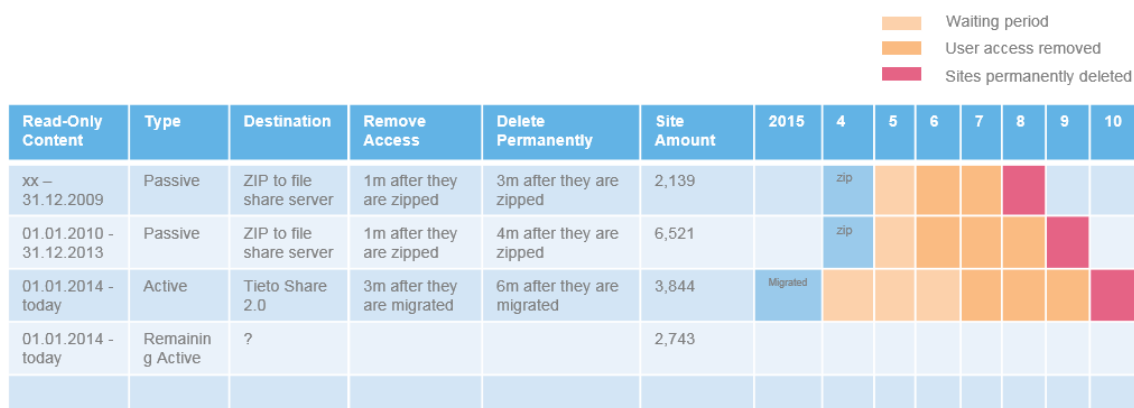 Waiting period
User access removed
Sites permanently deleted
Read-Only Content Type Destination Remove Access Delete Permanently Site Amount 2015 4 5 6 7 8 9 10
xx – 31.12.2009 Passive ZIP to file share server 1m after they are zipped 3m after they are zipped 2,139 zip
01.01.2010 - 31.12.2013 Passive ZIP to file share server 1m after they are zipped 4m after they are zipped 6,521 zip
01.01.2014 - today Active Tieto Share 2.0 3m after they are migrated 6m after they are migrated 3,844 Migrated
01.01.2014 - today Remaining Active ? 2,743